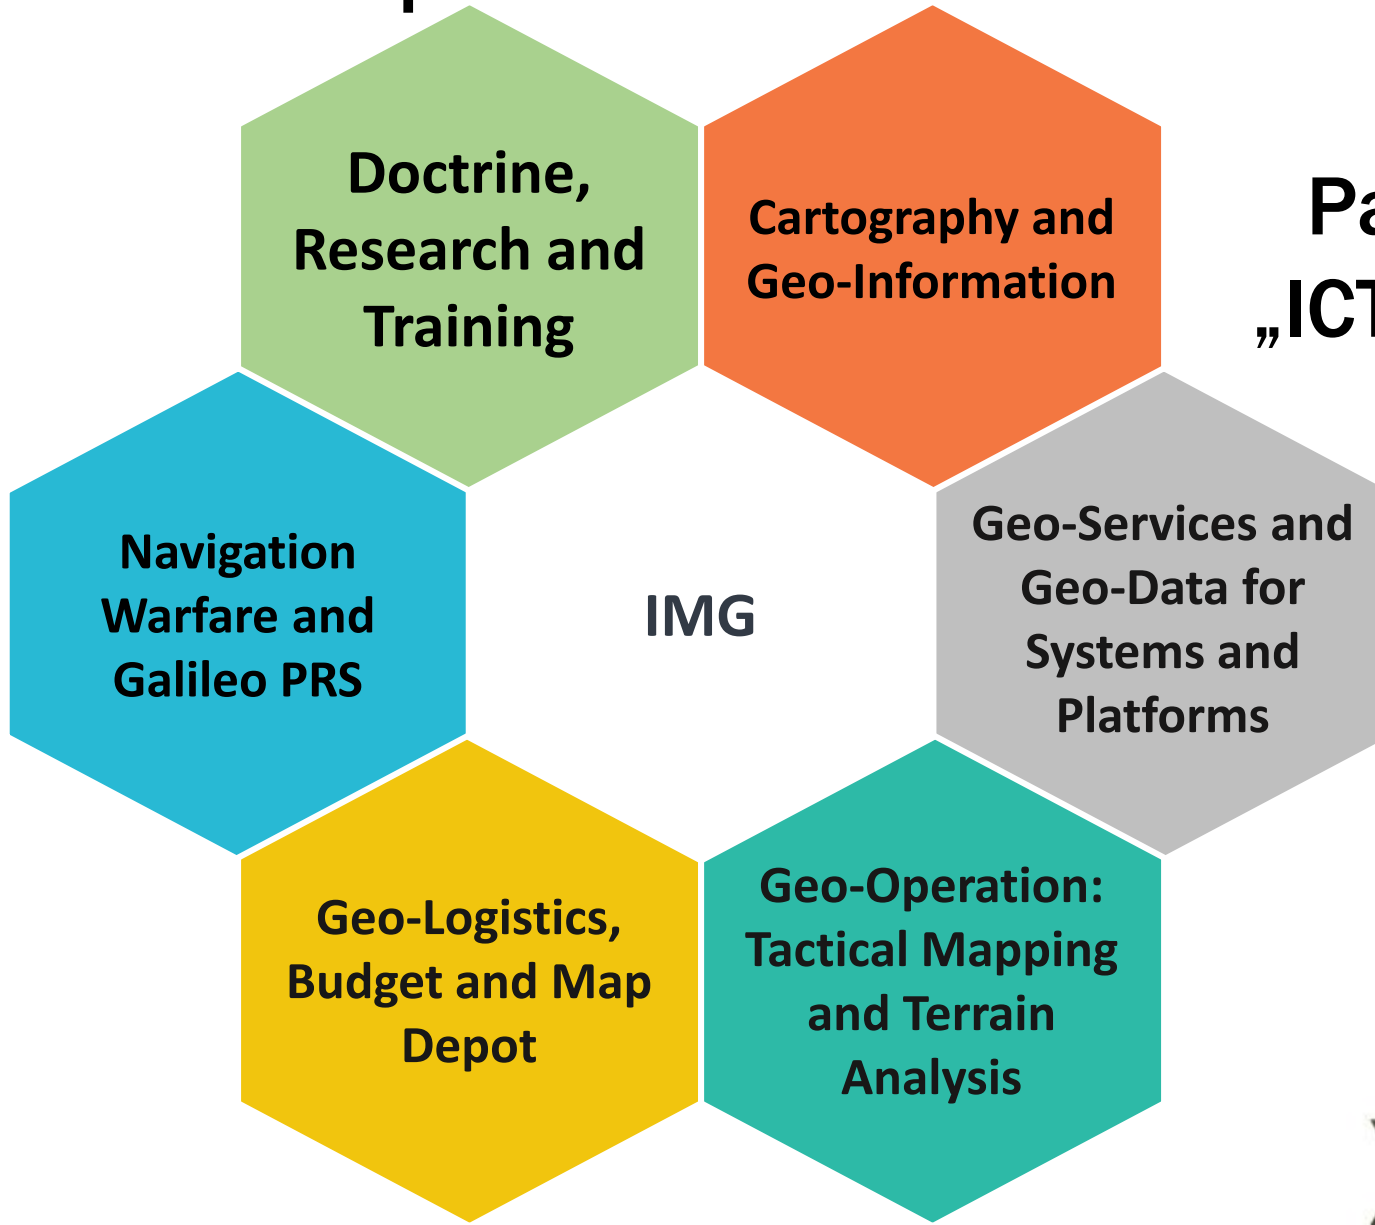 Doctrine,
Research and
Training
Cartography and
Geo-Information
„ICT
Navigation
Warfare and
Galileo PRS
IMG
Geo-Services and
Geo-Data for
Systems and
Platforms
Geo-Logistics,
Budget and Map
Depot
Geo-Operation:
Tactical Mapping
and Terrain
Analysis